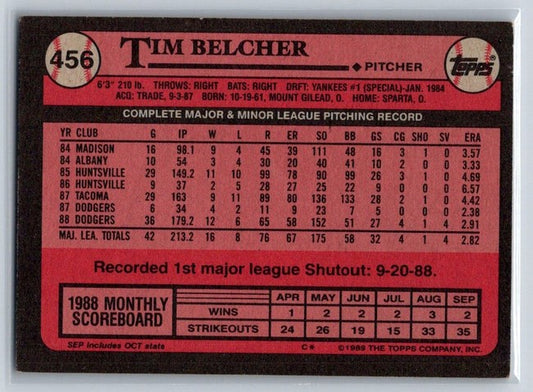 456
TIM BELCHER
◆ PITCHER
topps
6'3" 210 lb. THROWS: RIGHT BATS: RIGHT DRFT: YANKEES #1 (SPECIAL)-JAN. 1984
ACQ: TRADE, 9-3-87 BORN: 10-19-61, MOUNT GILEAD, O. HOME: SPARTA, O.
COMPLETE MAJOR & MINOR LEAGUE PITCHING RECORD
YR CLUB G IP W L R ER SO BB GS CG SHO SV ERA
84 MADISON 16 98.1 9 4 45 39 111 48 16 3 1 0 3.57
84 ALBANY 10 54 3 4 30 20 40 41 10 0 0 0 3.33
85 HUNTSVILLE 29 149.2 11 10 99 78 90 99 26 3 1 0 4.69
86 HUNTSVILLE 9 37 2 5 28 27 25 22 9 0 0 0 6.57
87 TACOMA 29 163 9 11 89 80 136 133 28 2 1 0 4.42
87 DODGERS 6 34 4 2 11 9 23 7 5 0 0 0 2.38
88 DODGERS 36 179.2 12 6 65 58 152 51 27 4 1 4 2.91
MAJ. LEA. TOTALS 42 213.2 16 8 76 67 175 58 32 4 1 4 2.82
Recorded 1st major league Shutout: 9-20-88.
1988 MONTHLY SCOREBOARD
APR MAY JUN JUL AUG SEP
WINS 1 2 2 2 3 2
STRIKEOUTS 24 26 19 15 33 35
SEP includes OCT stats
C* ©1989 THE TOPPS COMPANY, INC.